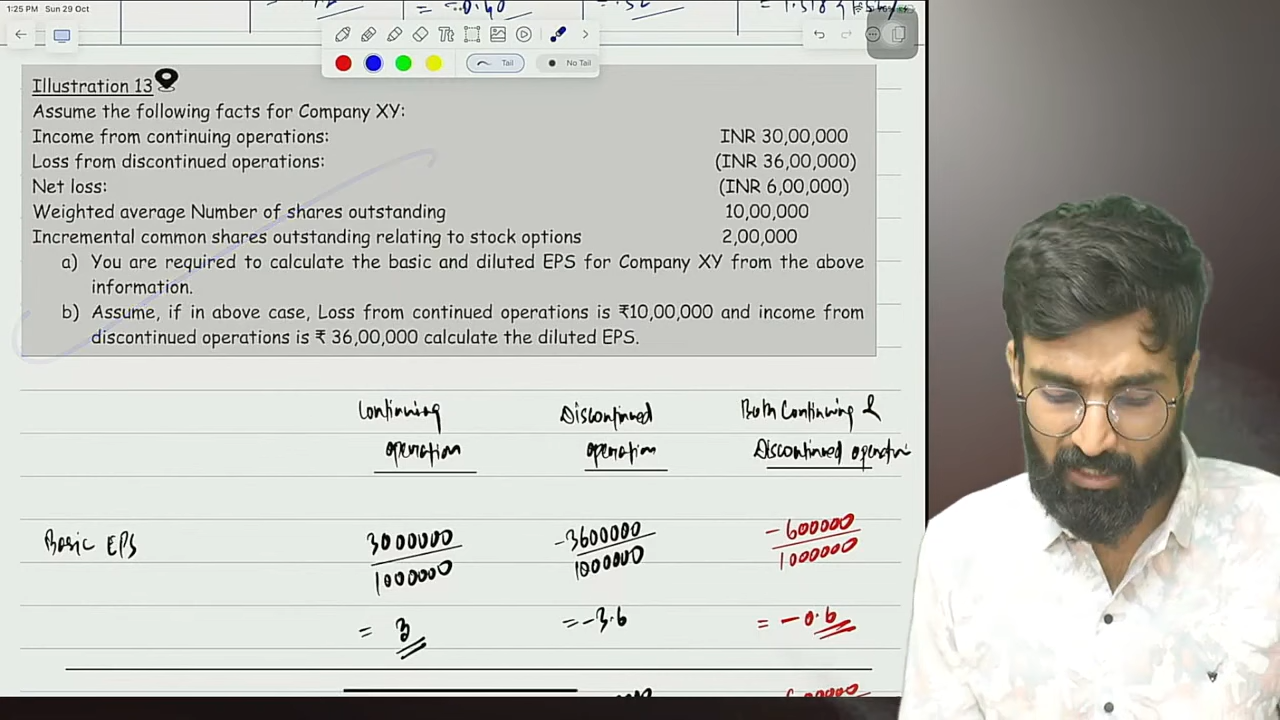 1:25 PM Sun 29 Oct
Tail
No Tail
Illustration 13
Assume the following facts for Company XY:
Income from continuing operations: INR 30,00,000
Loss from discontinued operations: (INR 36,00,000)
Net loss: (INR 6,00,000)
Weighted average Number of shares outstanding 10,00,000
Incremental common shares outstanding relating to stock options 2,00,000
a) You are required to calculate the basic and diluted EPS for Company XY from the above
information.
b) Assume, if in above case, Loss from continued operations is ₹10,00,000 and income from
discontinued operations is ₹ 36,00,000 calculate the diluted EPS.
Continuing Discontinued Both Continuing &
operation operation Discontinued
Basic EPS 3000000 -3600000 -600000
1000000 1000000 1000000
= 3 = -3.6 = -0.6